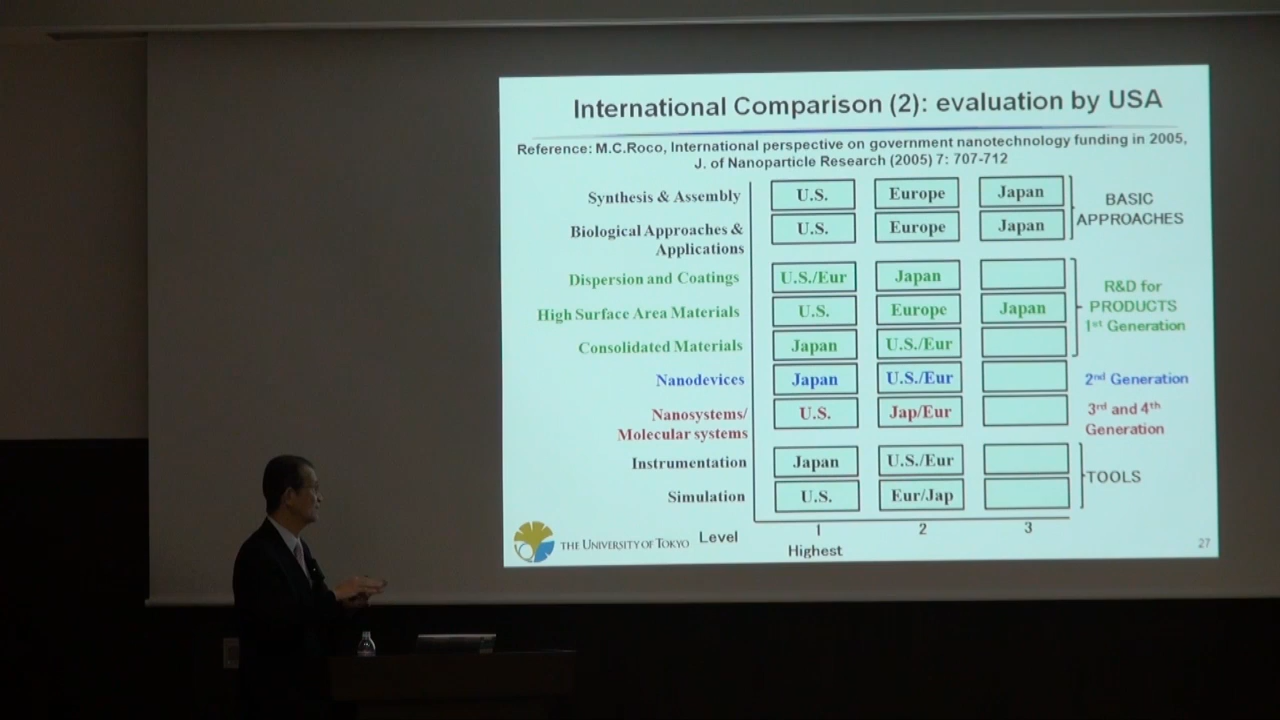 International Comparison (2): evaluation by USA
Reference: M.C.Roco, International perspective on government nanotechnology funding in 2005,
J. of Nanoparticle Research (2005) 7: 707-712
Synthesis & Assembly U.S. Europe Japan
BASIC
APPROACHES
Biological Approaches &
Applications
U.S. Europe Japan
Dispersion and Coatings U.S./Eur Japan
High Surface Area Materials U.S. Europe Japan
Consolidated Materials Japan U.S./Eur
R&D for
PRODUCTS
1st Generation
Nanodevices Japan U.S./Eur 2nd Generation
Nanosystems/
Molecular systems
U.S. Jap/Eur
3rd and 4th
Generation
Instrumentation Japan U.S./Eur
Simulation U.S. Eur/Jap
TOOLS
THE UNIVERSITY OF TOKYO
Level 1 2 3
Highest
27